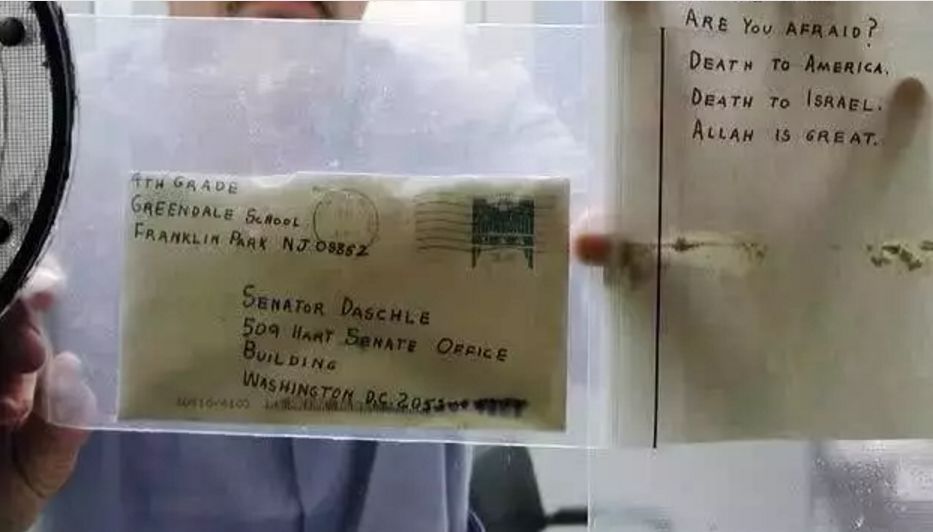 4TH GRADE
GREENDALE SCHOOL
FRANKLIN PARK NJ 08852
SENATOR DASCHLE
509 HART SENATE OFFICE
BUILDING
WASHINGTON D.C. 205
ARE YOU AFRAID?
DEATH TO AMERICA.
DEATH TO ISRAEL.
ALLAH IS GREAT.